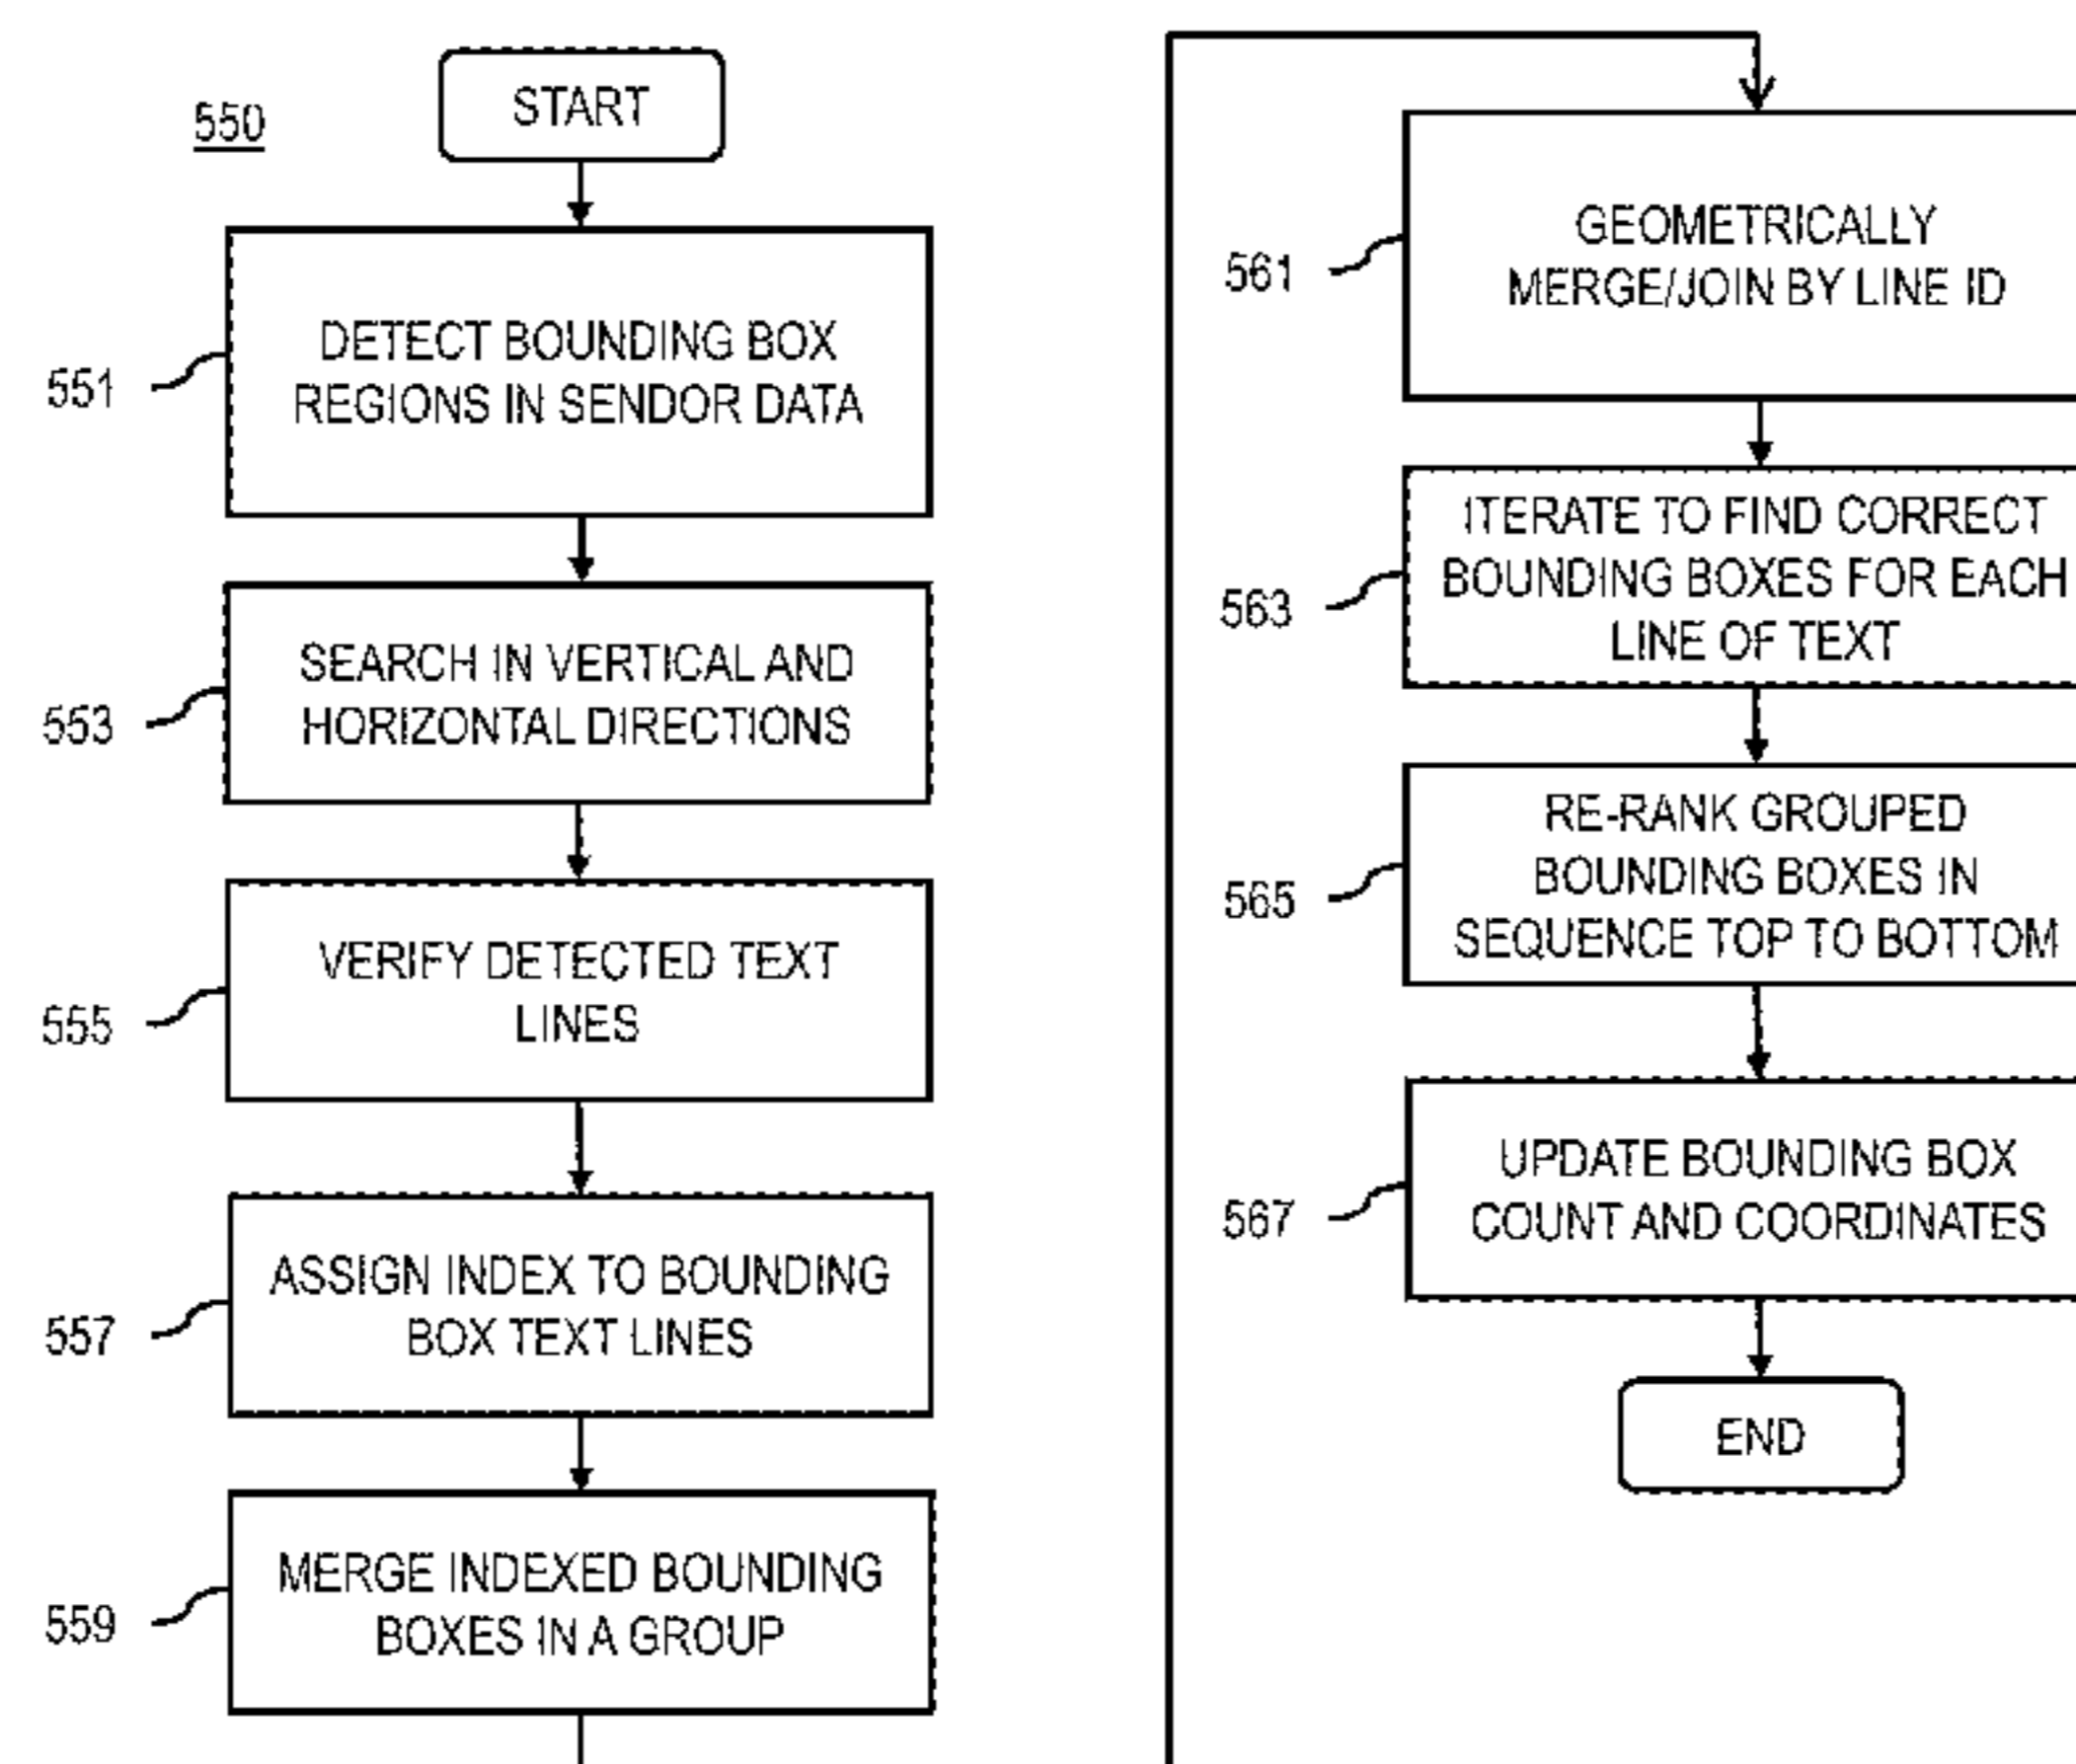 550
START
551
DETECT BOUNDING BOX
REGIONS IN SENDOR DATA
553
SEARCH IN VERTICAL AND
HORIZONTAL DIRECTIONS
555
VERIFY DETECTED TEXT
LINES
557
ASSIGN INDEX TO BOUNDING
BOX TEXT LINES
559
MERGE INDEXED BOUNDING
BOXES IN A GROUP
561
GEOMETRICALLY
MERGE/JOIN BY LINE ID
563
ITERATE TO FIND CORRECT
BOUNDING BOXES FOR EACH
LINE OF TEXT
565
RE-RANK GROUPED
BOUNDING BOXES IN
SEQUENCE TOP TO BOTTOM
567
UPDATE BOUNDING BOX
COUNT AND COORDINATES
END